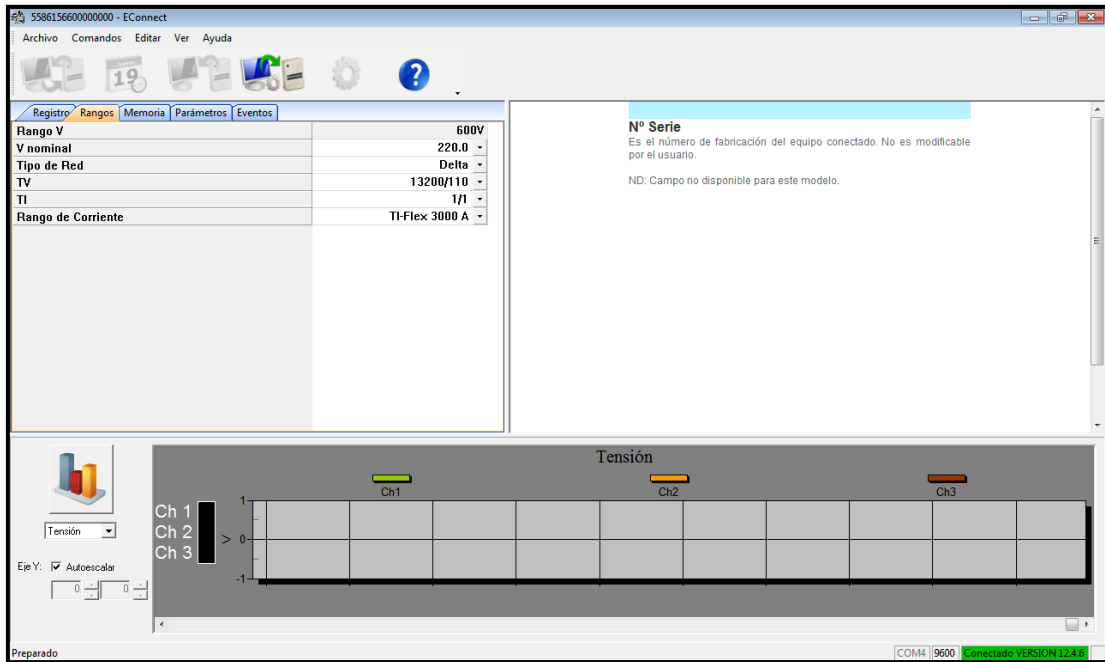 5586156600000000 - EConnect
Archivo Comandos Editar Ver Ayuda
19
?
Registro Rangos Memoria Parámetros Eventos
Rango V 600V
V nominal 220.0
Tipo de Red Delta
TV 13200/110
TI 1/1
Rango de Corriente TI-Flex 3000 A
Nº Serie
Es el número de fabricación del equipo conectado. No es modificable
por el usuario.
ND: Campo no disponible para este modelo.
Tensión
Ch1 Ch2 Ch3
Ch 1
Ch 2
Ch 3
V
1
0
-1
Tensión
Eje Y: Autoescalar
0 0
Preparado COM4 9600 Conectado VERSION 12.4.6